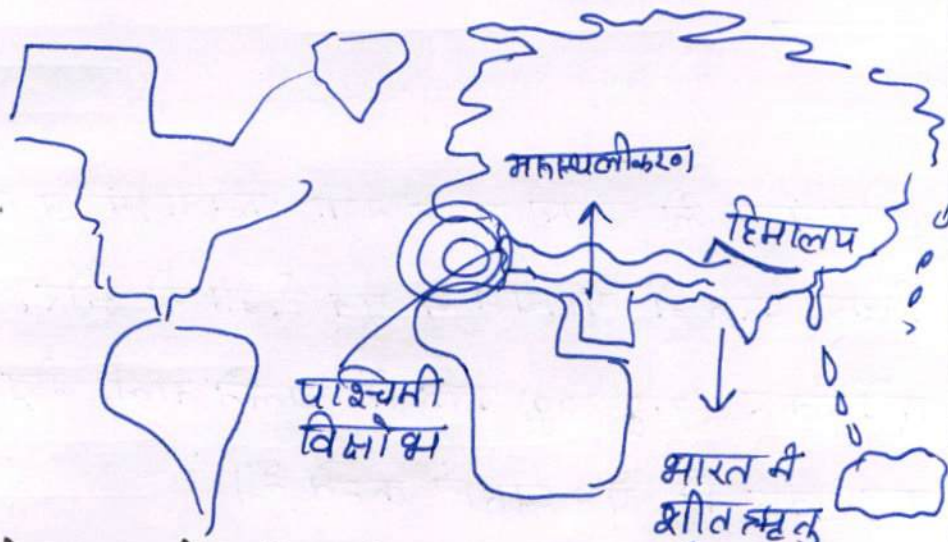 मरुस्थलीकरण
हिमालय
पश्चिमी
विक्षोभ
भारत में
शीत ऋतु